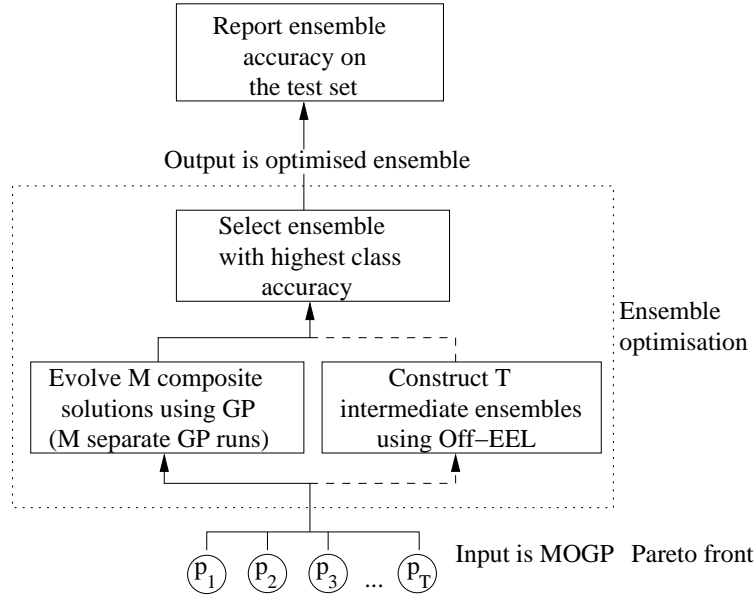 Report ensemble
accuracy on
the test set
Output is optimised ensemble
Select ensemble
with highest class
accuracy
Ensemble
optimisation
Evolve M composite
solutions using GP
(M separate GP runs)
Construct T
intermediate ensembles
using Off−EEL
p1 p2 p3 ... pT
Input is MOGP Pareto front